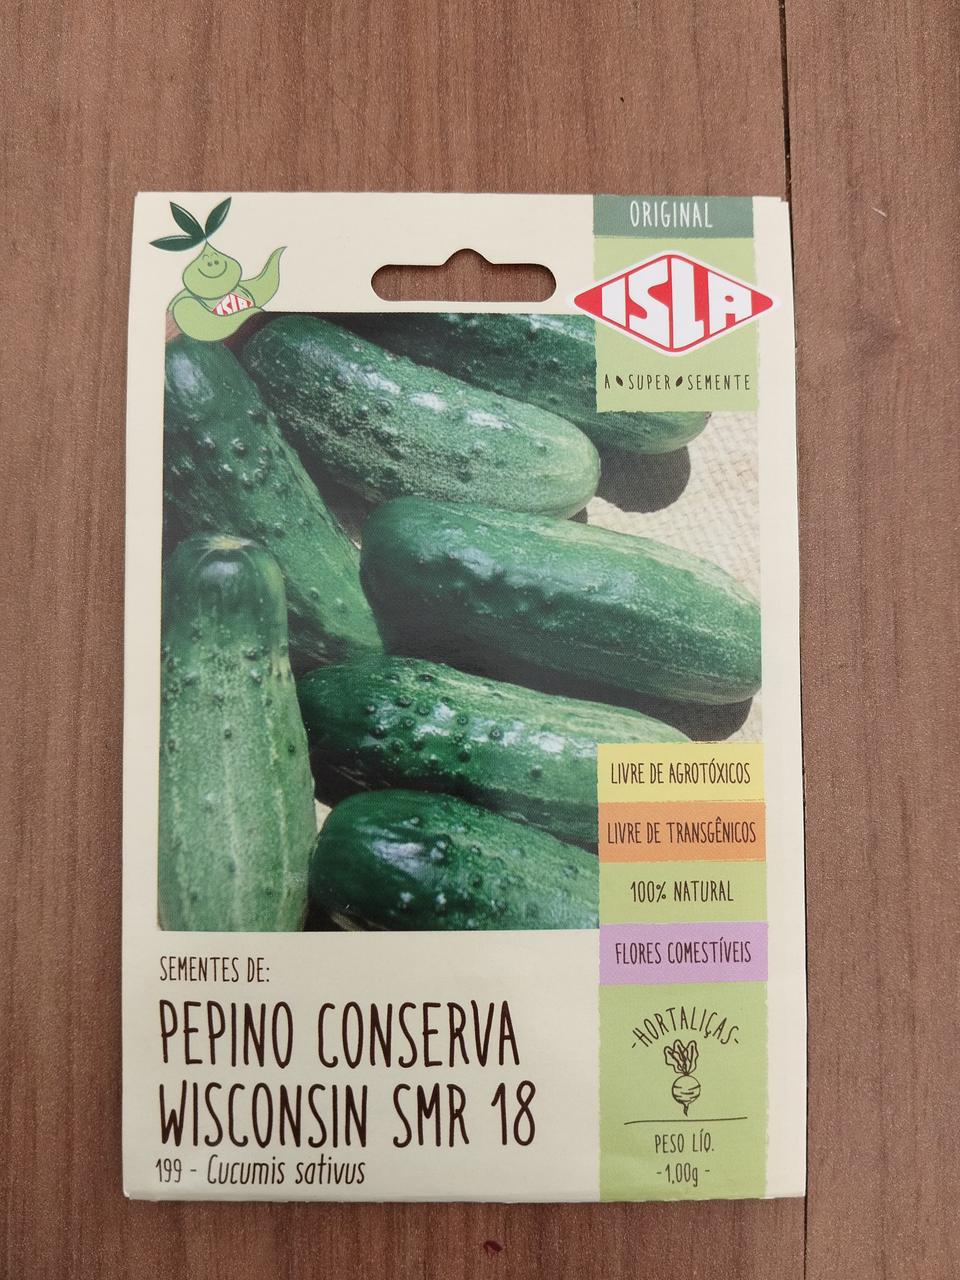 ORIGINAL
ISLA
ISLA
A SUPER SEMENTE
LIVRE DE AGROTÓXICOS
LIVRE DE TRANSGÊNICOS
100% NATURAL
FLORES COMESTÍVEIS
SEMENTES DE:
PEPINO CONSERVA
WISCONSIN SMR 18
199 - Cucumis sativus
-HORTALIÇAS-
PESO LÍQ.
-1,00g-